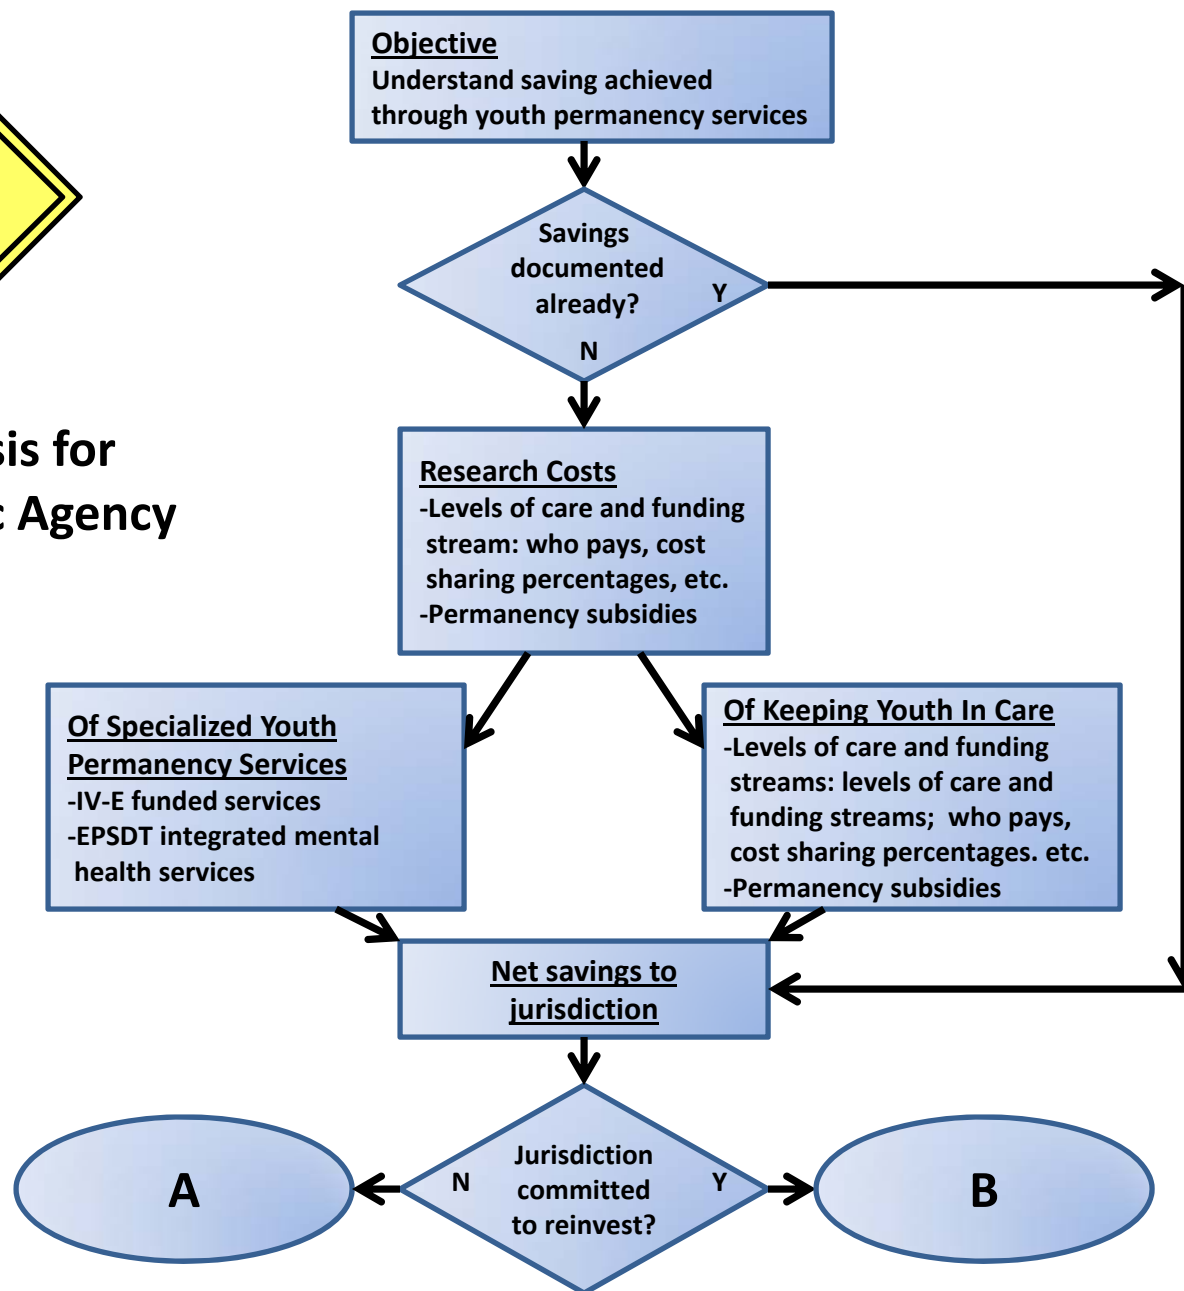 Objective
Understand saving achieved
through youth permanency services
Savings
documented
already?
Y
N
sis for
Agency
Research Costs
-Levels of care and funding
stream: who pays, cost
sharing percentages, etc.
-Permanency subsidies
Of Specialized Youth
Permanency Services
-IV-E funded services
-EPSDT integrated mental
health services
Of Keeping Youth In Care
-Levels of care and funding
streams: levels of care and
funding streams;  who pays,
cost sharing percentages. etc.
-Permanency subsidies
Net savings to
jurisdiction
Jurisdiction
committed
to reinvest?
N
Y
A
B